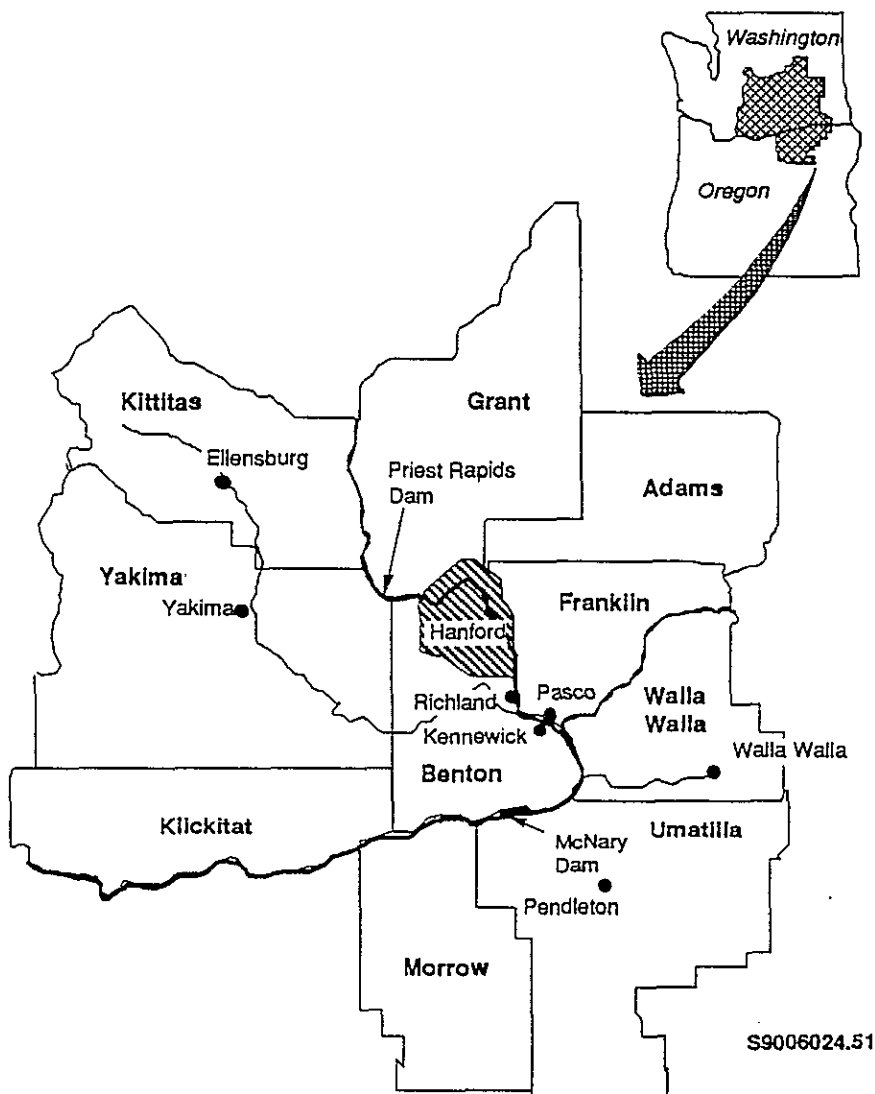 Washington
Oregon
Kittitas
Grant
Ellensburg
Priest Rapids
Dam
Adams
Yakima
Yakima
Franklin
Hanford
Richland
Pasco
Walla
Walla
Kennewick
Walla Walla
Benton
Klickitat
Umatilla
McNary
Dam
Pendleton
Morrow
S9006024.51